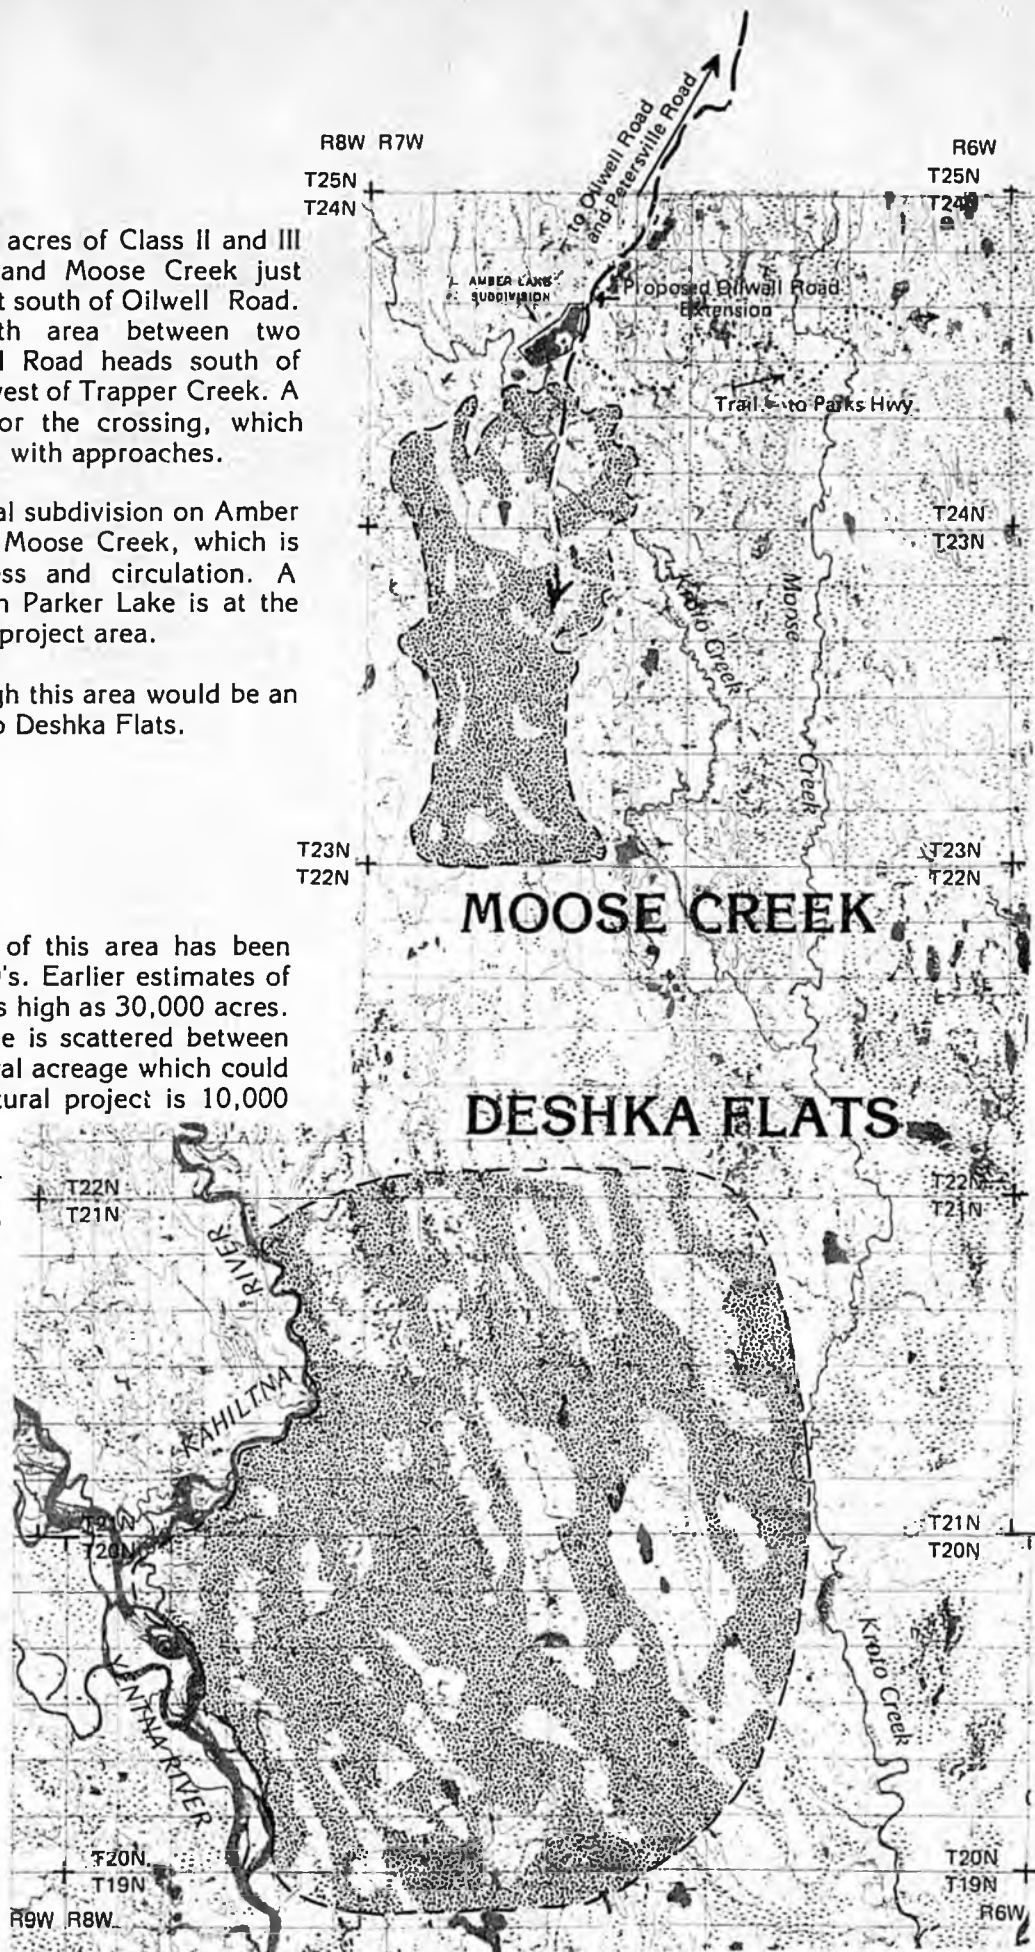 to Oilwell Road
and Petersville Road
R8W R7W
R6W
T25N
T24N
T25N
T24N
acres of Class II and III
and Moose Creek just
t south of Oilwell Road.
th area between two
l Road heads south of
west of Trapper Creek. A
or the crossing, which
with approaches.
AMBER LAKE
SUBDIVISION
Proposed Oilwell Road
Extension
Trail to Parks Hwy.
al subdivision on Amber
Moose Creek, which is
ess and circulation. A
n Parker Lake is at the
project area.
T24N
T23N
Kroto Creek
Moose
Creek
gh this area would be an
o Deshka Flats.
T23N
T22N
T23N
T22N
MOOSE CREEK
of this area has been
0's. Earlier estimates of
s high as 30,000 acres.
e is scattered between
ral acreage which could
tural project is 10,000
DESHKA FLATS
T22N
T21N
T22N
T21N
KAHILTNA RIVER
T21N
T20N
T21N
T20N
YENTNA RIVER
Kroto Creek
T20N
T19N
T20N
T19N
R9W R8W
R6W